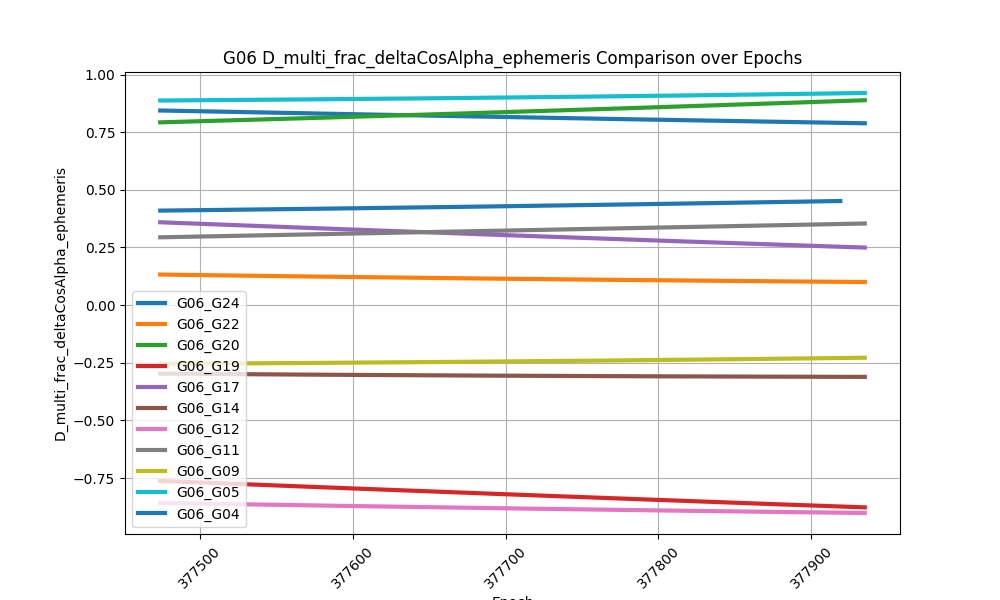 G06 D_multi_frac_deltaCosAlpha_ephemeris Comparison over Epochs
D_multi_frac_deltaCosAlpha_ephemeris
1.00
0.75
0.50
0.25
0.00
−0.25
−0.50
−0.75
G06_G24
G06_G22
G06_G20
G06_G19
G06_G17
G06_G14
G06_G12
G06_G11
G06_G09
G06_G05
G06_G04
377500
377600
377700
377800
377900
Epoch